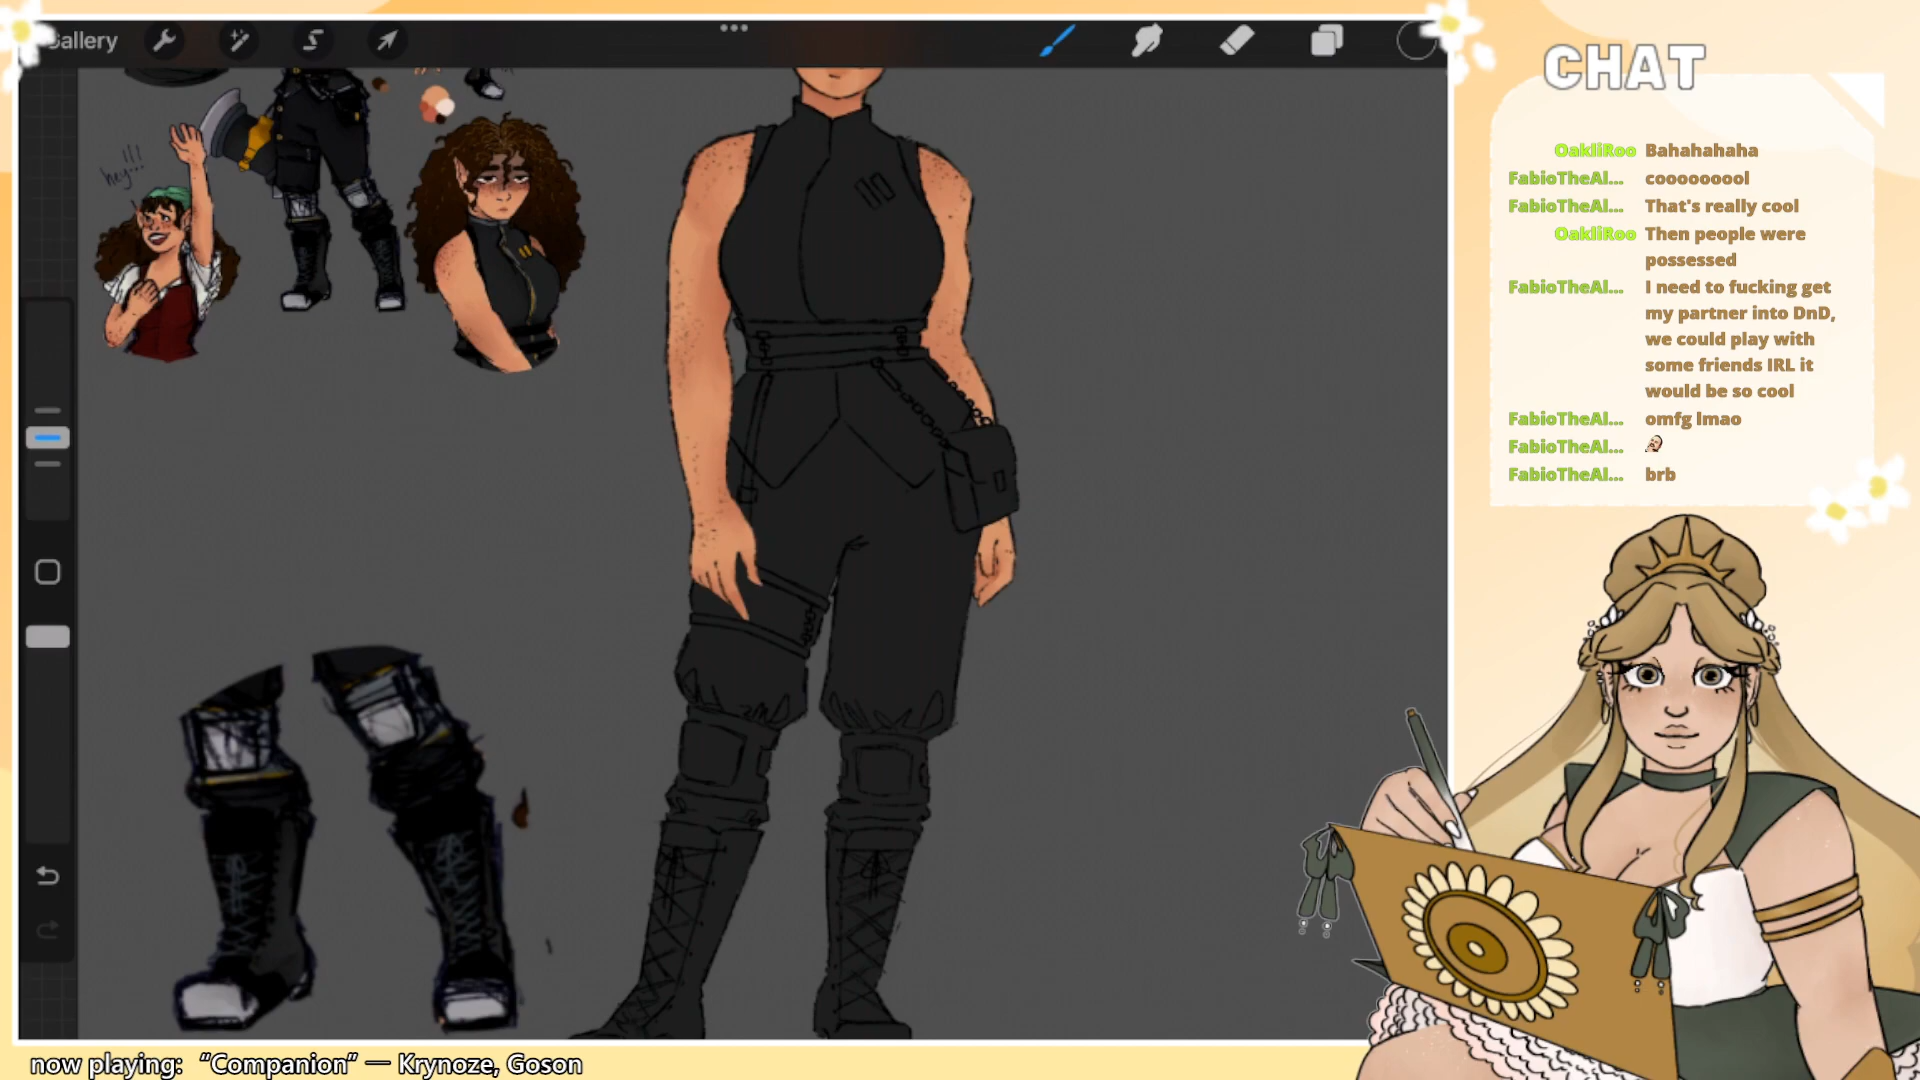 Gallery
CHAT
hey!!!
OakliRoo Bahahahaha
FabioTheAl... cooooooool
FabioTheAl... That's really cool
OakliRoo Then people were
possessed
FabioTheAl... I need to fucking get
my partner into DnD,
we could play with
some friends IRL it
would be so cool
FabioTheAl... omfg lmao
FabioTheAl...
FabioTheAl... brb
now playing: “Companion” — Krynoze, Goson